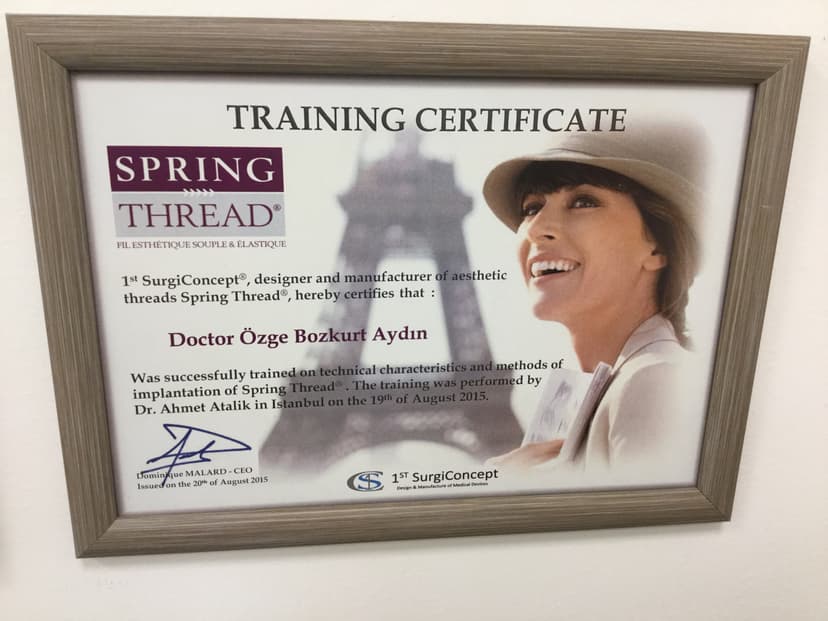 TRAINING CERTIFICATE
SPRING
THREAD®
FIL ESTHÉTIQUE SOUPLE & ÉLASTIQUE
1st SurgiConcept®, designer and manufacturer of aesthetic
threads Spring Thread®, hereby certifies that :
Doctor Özge Bozkurt Aydın
Was successfully trained on technical characteristics and methods of
implantation of Spring Thread® . The training was performed by
Dr. Ahmet Atalik in Istanbul on the 19th of August 2015.
Dominique MALARD - CEO
Issued on the 20th of August 2015
CS 1ST SurgiConcept
Design & Manufacture of Medical Devices